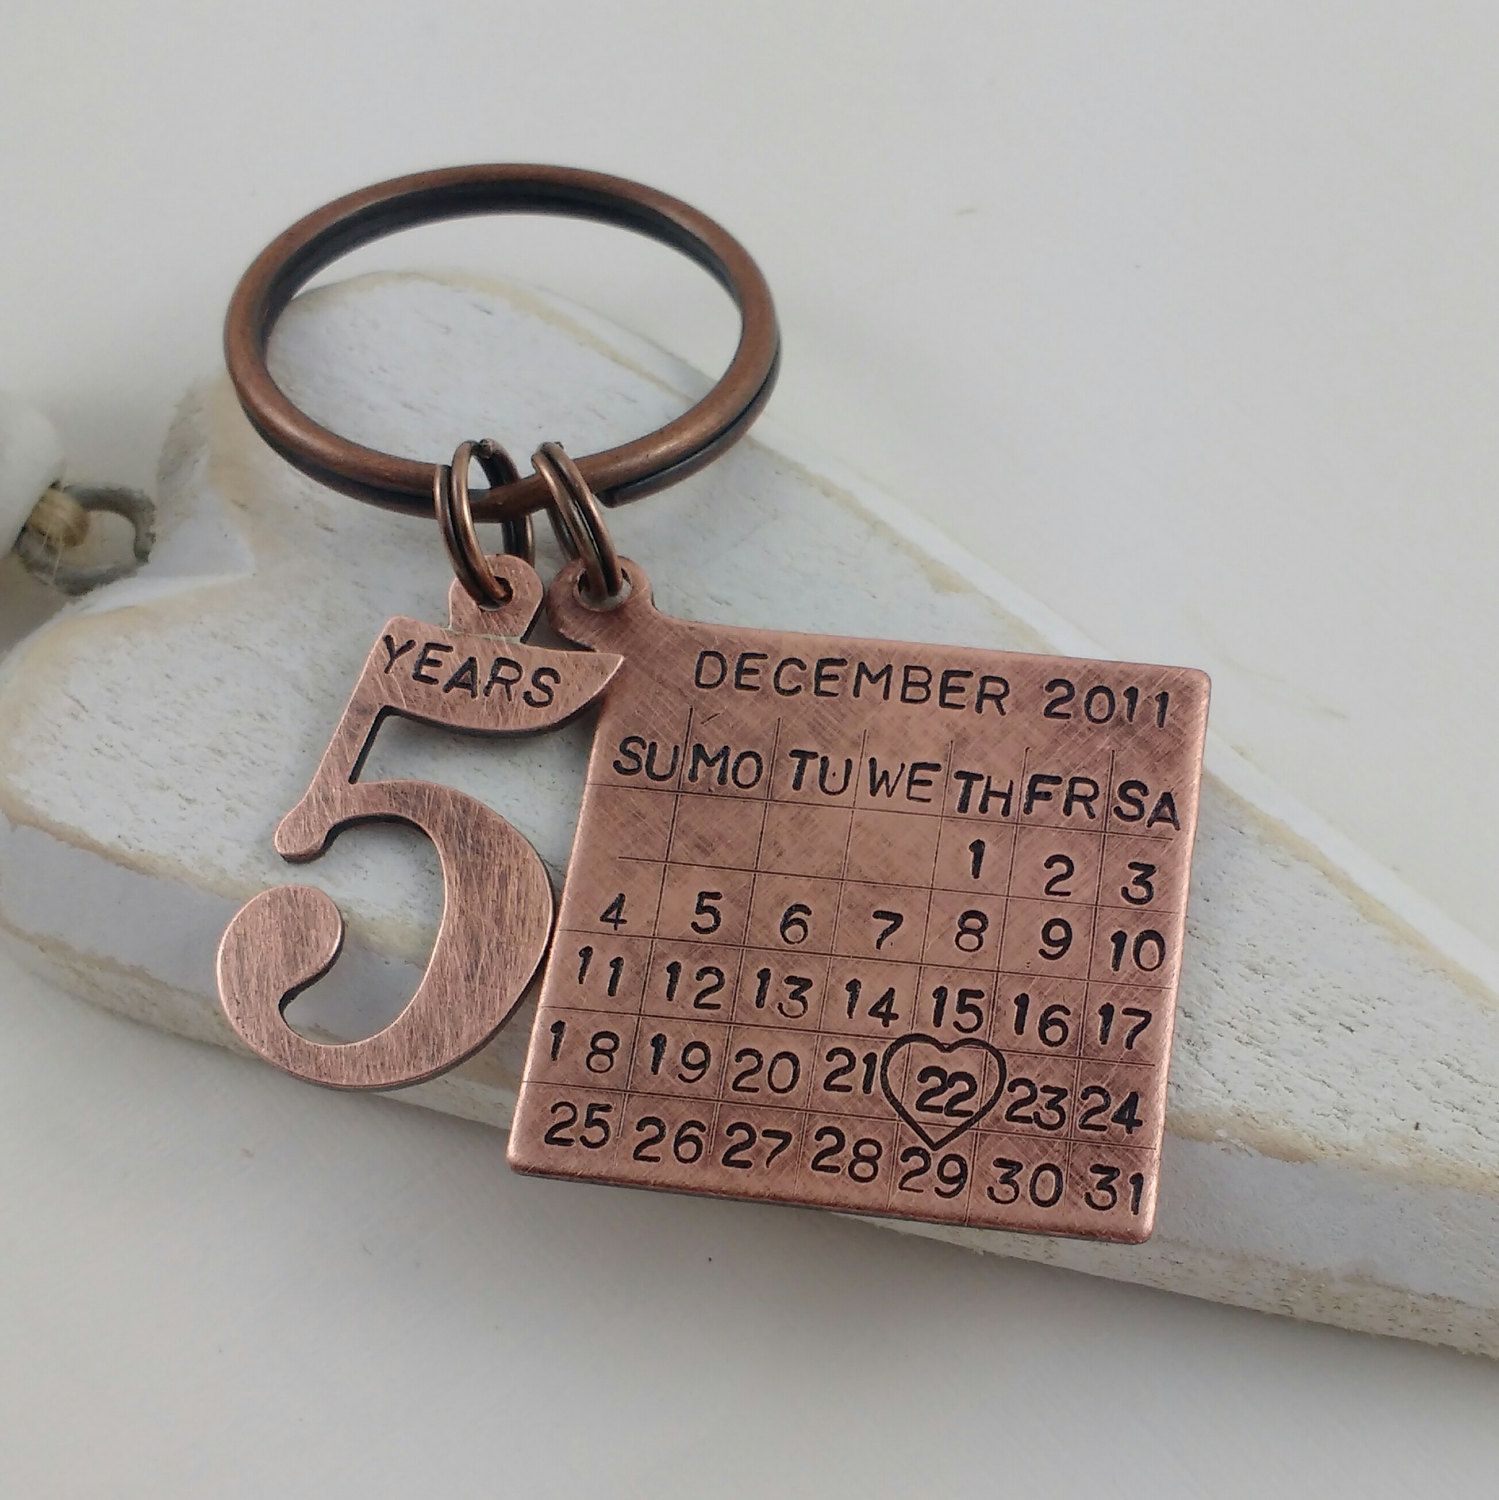 YEARS
5
DECEMBER 2011
SU MO TU WE TH FR SA
1 2 3
4 5 6 7 8 9 10
11 12 13 14 15 16 17
18 19 20 21 22 23 24
25 26 27 28 29 30 31